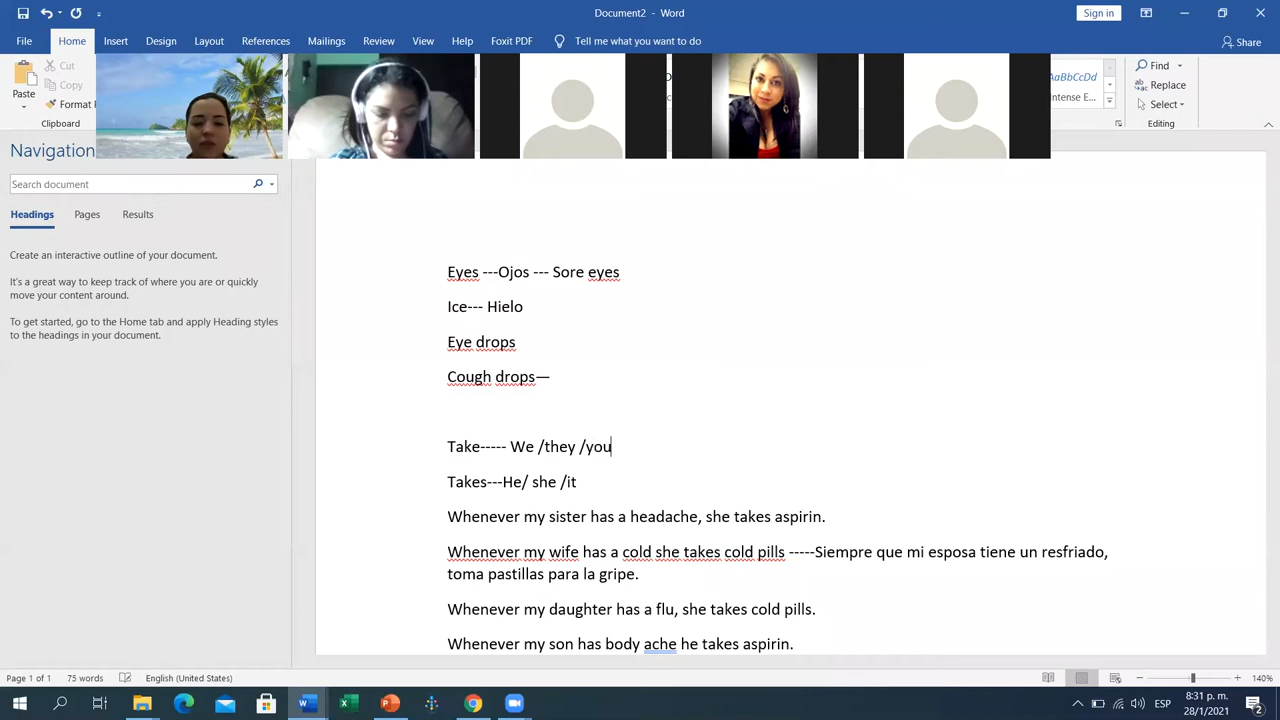 Document2 - Word
Sign in
File Home Insert Design Layout References Mailings Review View Help Foxit PDF Tell me what you want to do Share
Paste
Cut
Copy
Format
Clipboard
AaBbCcDd
Intense E...
Find
Replace
Select
Editing
Navigation
Search document
Headings Pages Results
Create an interactive outline of your document.
It's a great way to keep track of where you are or quickly
move your content around.
To get started, go to the Home tab and apply Heading styles
to the headings in your document.
Eyes ---Ojos --- Sore eyes
Ice--- Hielo
Eye drops
Cough drops—
Take----- We /they /you
Takes---He/ she /it
Whenever my sister has a headache, she takes aspirin.
Whenever my wife has a cold she takes cold pills -----Siempre que mi esposa tiene un resfriado,
toma pastillas para la gripe.
Whenever my daughter has a flu, she takes cold pills.
Whenever my son has body ache he takes aspirin.
Page 1 of 1 75 words English (United States) 140%
ESP
8:31 p. m.
28/1/2021
2